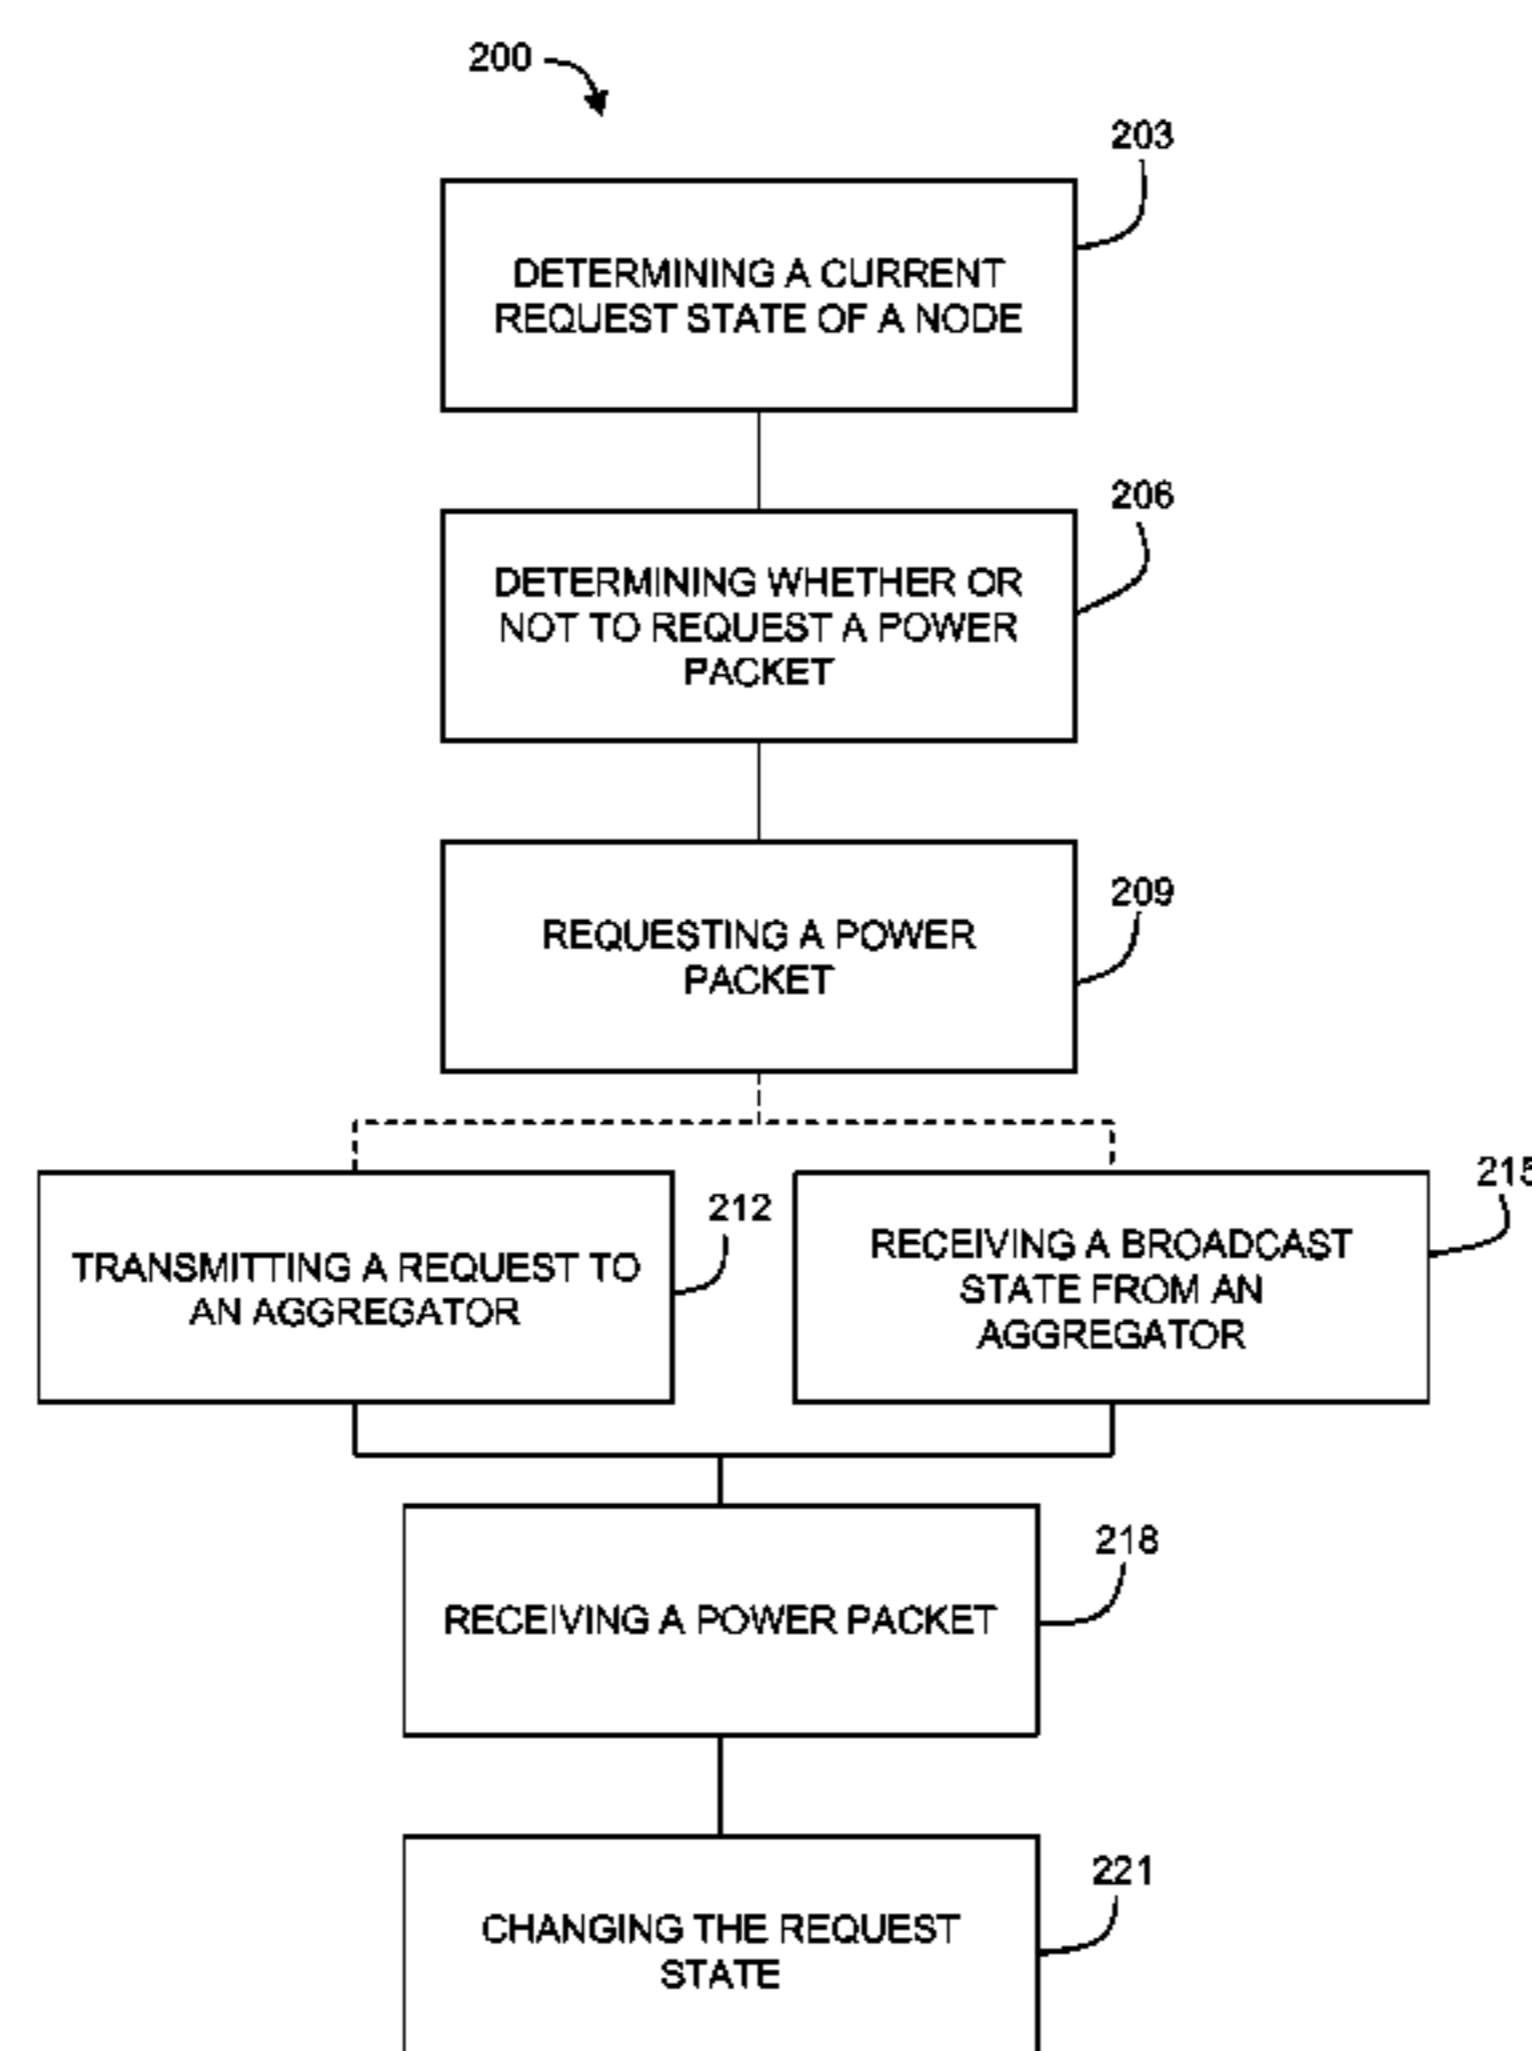 200
203
DETERMINING A CURRENT
REQUEST STATE OF A NODE
206
DETERMINING WHETHER OR
NOT TO REQUEST A POWER
PACKET
209
REQUESTING A POWER
PACKET
212
TRANSMITTING A REQUEST TO
AN AGGREGATOR
215
RECEIVING A BROADCAST
STATE FROM AN
AGGREGATOR
218
RECEIVING A POWER PACKET
221
CHANGING THE REQUEST
STATE